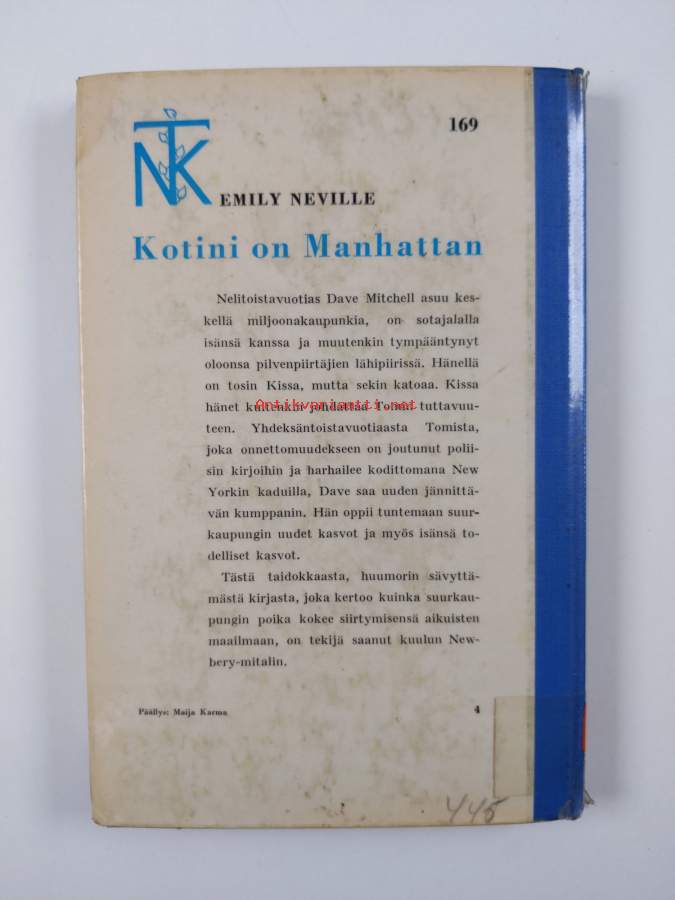 NTK
169
EMILY NEVILLE
Kotini on Manhattan
Nelitoistavuotias Dave Mitchell asuu kes-
kellä miljoonakaupunkia, on sotajalalla
isänsä kanssa ja muutenkin tympääntynyt
oloonsa pilvenpiirtäjien lähipiirissä. Hänellä
on tosin Kissa, mutta sekin katoaa. Kissa
Antikvariaatti.net
hänet kuitenkin johdattaa Tomin tuttavuu-
teen. Yhdeksäntoistavuotiaasta Tomista,
joka onnettomuudekseen on joutunut polii-
sin kirjoihin ja harhailee kodittomana New
Yorkin kaduilla, Dave saa uuden jännittä-
vän kumppanin. Hän oppii tuntemaan suur-
kaupungin uudet kasvot ja myös isänsä to-
delliset kasvot.
Tästä taidokkaasta, huumorin sävyttä-
mästä kirjasta, joka kertoo kuinka suurkau-
pungin poika kokee siirtymisensä aikuisten
maailmaan, on tekijä saanut kuulun New-
bery-mitalin.
Päällys: Maija Karma
4
445